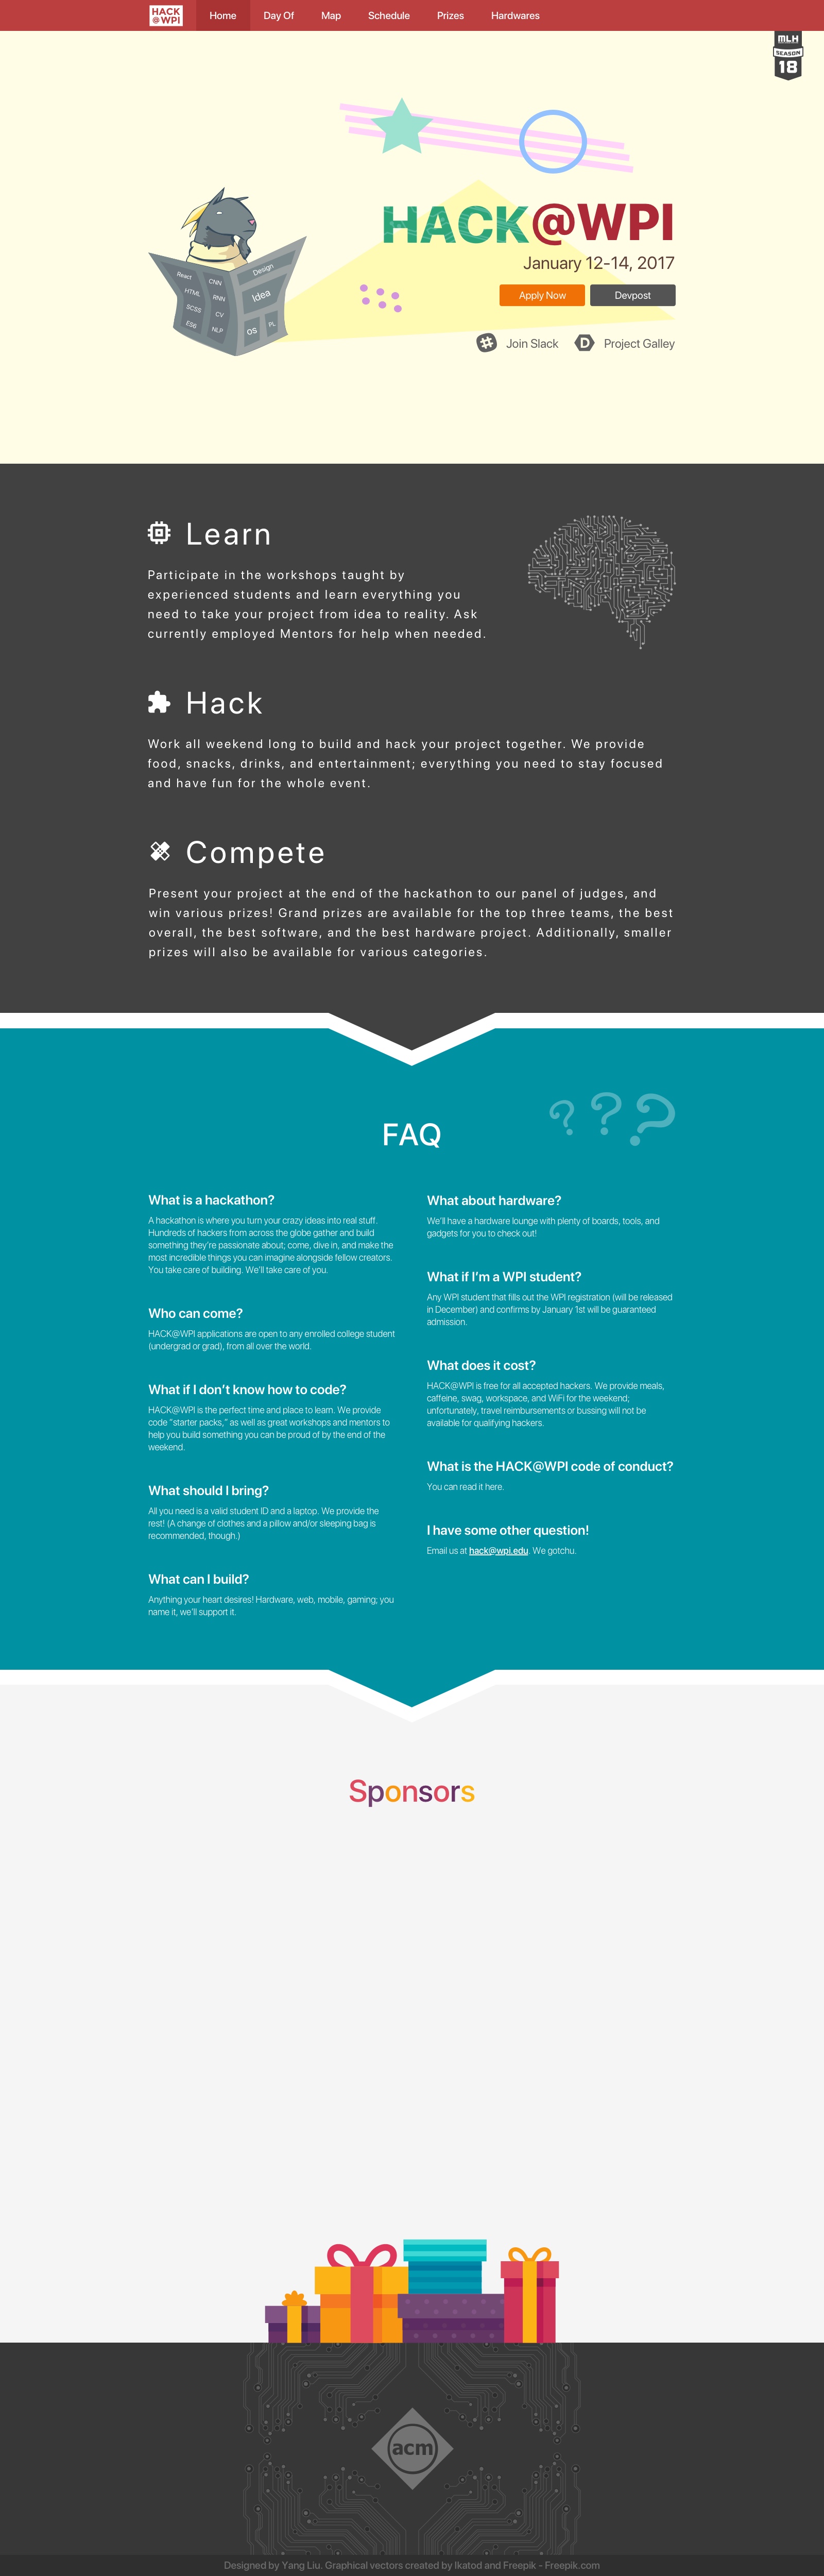 HACK
@WPI
Home
Day Of
Map
Schedule
Prizes
Hardwares
MLH
SEASON
18
HACK@WPI
January 12-14, 2017
Apply Now
Devpost
Join Slack
D
Project Galley
React
HTML
SCSS
ES6
CNN
RNN
CV
NLP
Design
Idea
OS
PL
Learn
Participate in the workshops taught by
experienced students and learn everything you
need to take your project from idea to reality. Ask
currently employed Mentors for help when needed.
Hack
Work all weekend long to build and hack your project together. We provide
food, snacks, drinks, and entertainment; everything you need to stay focused
and have fun for the whole event.
Compete
Present your project at the end of the hackathon to our panel of judges, and
win various prizes! Grand prizes are available for the top three teams, the best
overall, the best software, and the best hardware project. Additionally, smaller
prizes will also be available for various categories.
FAQ
? ? ?
What is a hackathon?
A hackathon is where you turn your crazy ideas into real stuff.
Hundreds of hackers from across the globe gather and build
something they're passionate about; come, dive in, and make the
most incredible things you can imagine alongside fellow creators.
You take care of building. We'll take care of you.
Who can come?
HACK@WPI applications are open to any enrolled college student
(undergrad or grad), from all over the world.
What if I don't know how to code?
HACK@WPI is the perfect time and place to learn. We provide
code "starter packs," as well as great workshops and mentors to
help you build something you can be proud of by the end of the
weekend.
What should I bring?
All you need is a valid student ID and a laptop. We provide the
rest! (A change of clothes and a pillow and/or sleeping bag is
recommended, though.)
What can I build?
Anything your heart desires! Hardware, web, mobile, gaming; you
name it, we'll support it.
What about hardware?
We'll have a hardware lounge with plenty of boards, tools, and
gadgets for you to check out!
What if I'm a WPI student?
Any WPI student that fills out the WPI registration (will be released
in December) and confirms by January 1st will be guaranteed
admission.
What does it cost?
HACK@WPI is free for all accepted hackers. We provide meals,
caffeine, swag, workspace, and WiFi for the weekend;
unfortunately, travel reimbursements or bussing will not be
available for qualifying hackers.
What is the HACK@WPI code of conduct?
You can read it here.
I have some other question!
Email us at hack@wpi.edu. We gotchu.
Sponsors
acm
Designed by Yang Liu. Graphical vectors created by Ikatod and Freepik - Freepik.com